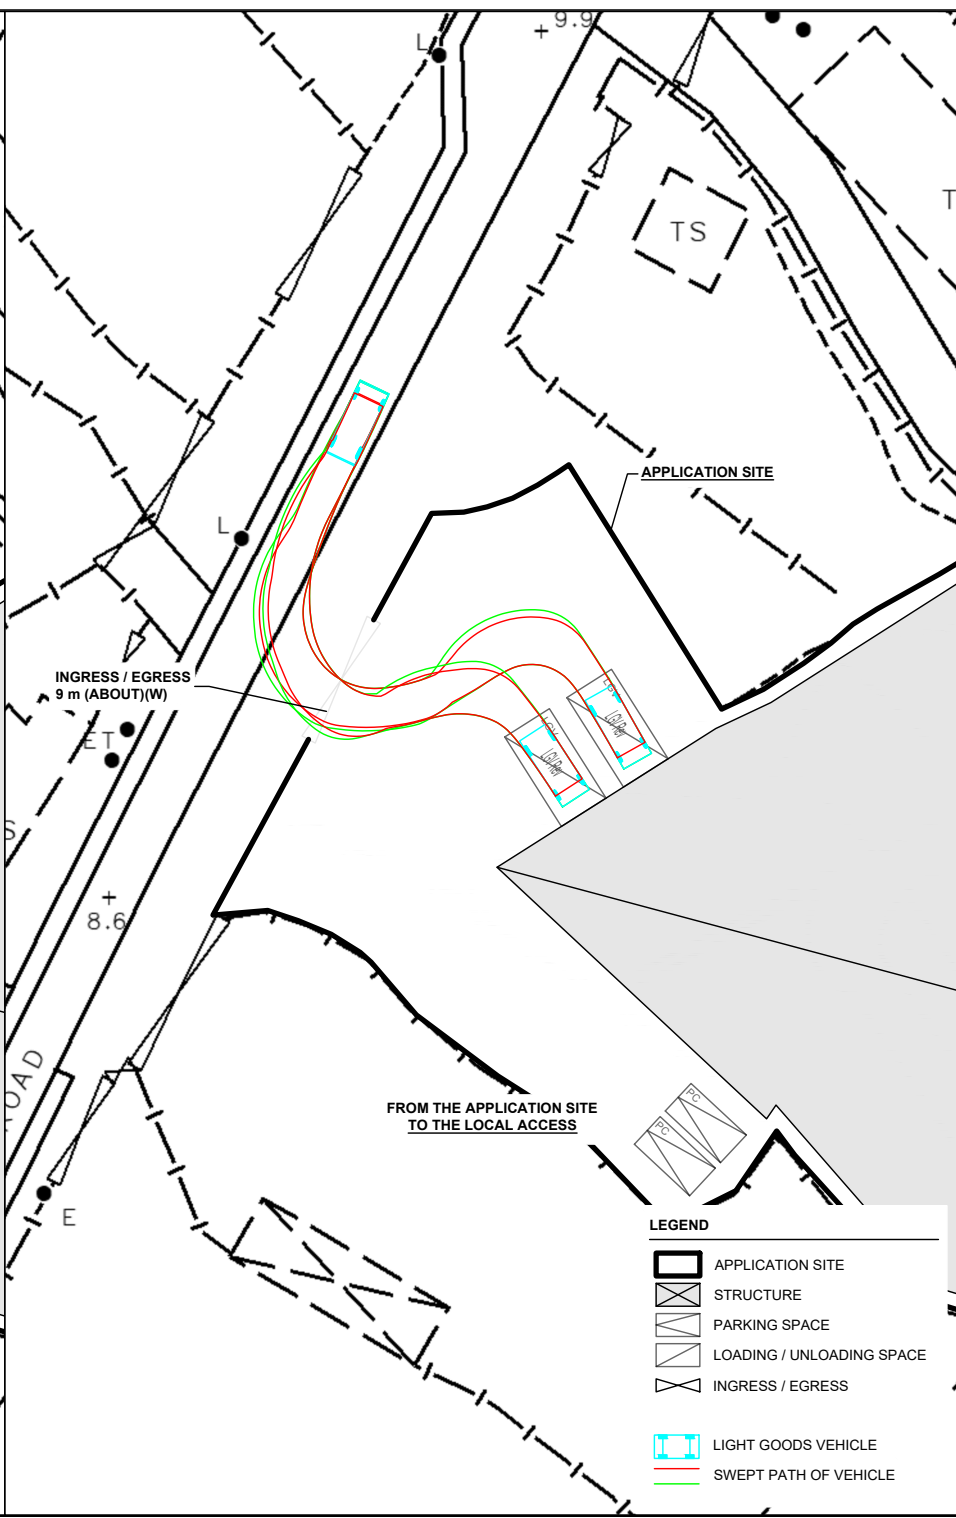 9.9
L
TS
T
APPLICATION SITE
L
INGRESS / EGRESS
9 m (ABOUT)(W)
LGV
LGV
ET
S
8.6
OAD
FROM THE APPLICATION SITE
TO THE LOCAL ACCESS
PC
PC
E
LEGEND
APPLICATION SITE
STRUCTURE
PARKING SPACE
LOADING / UNLOADING SPACE
INGRESS / EGRESS
LIGHT GOODS VEHICLE
SWEPT PATH OF VEHICLE